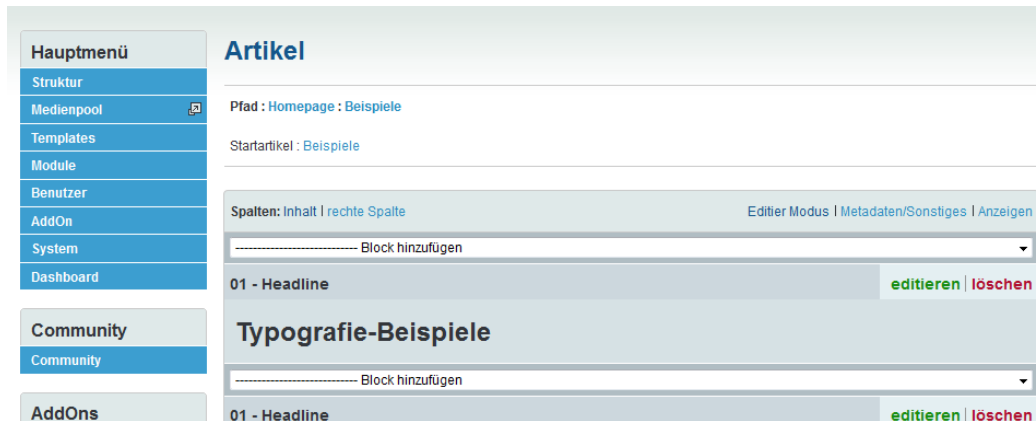 Hauptmenü
Struktur
Medienpool
Templates
Module
Benutzer
AddOn
System
Dashboard
Community
Community
AddOns
Artikel
Pfad : Homepage : Beispiele
Startartikel : Beispiele
Spalten: Inhalt | rechte Spalte Editier Modus | Metadaten/Sonstiges | Anzeigen
---------------------------- Block hinzufügen
01 - Headline editieren | löschen
Typografie-Beispiele
---------------------------- Block hinzufügen
01 - Headline editieren | löschen